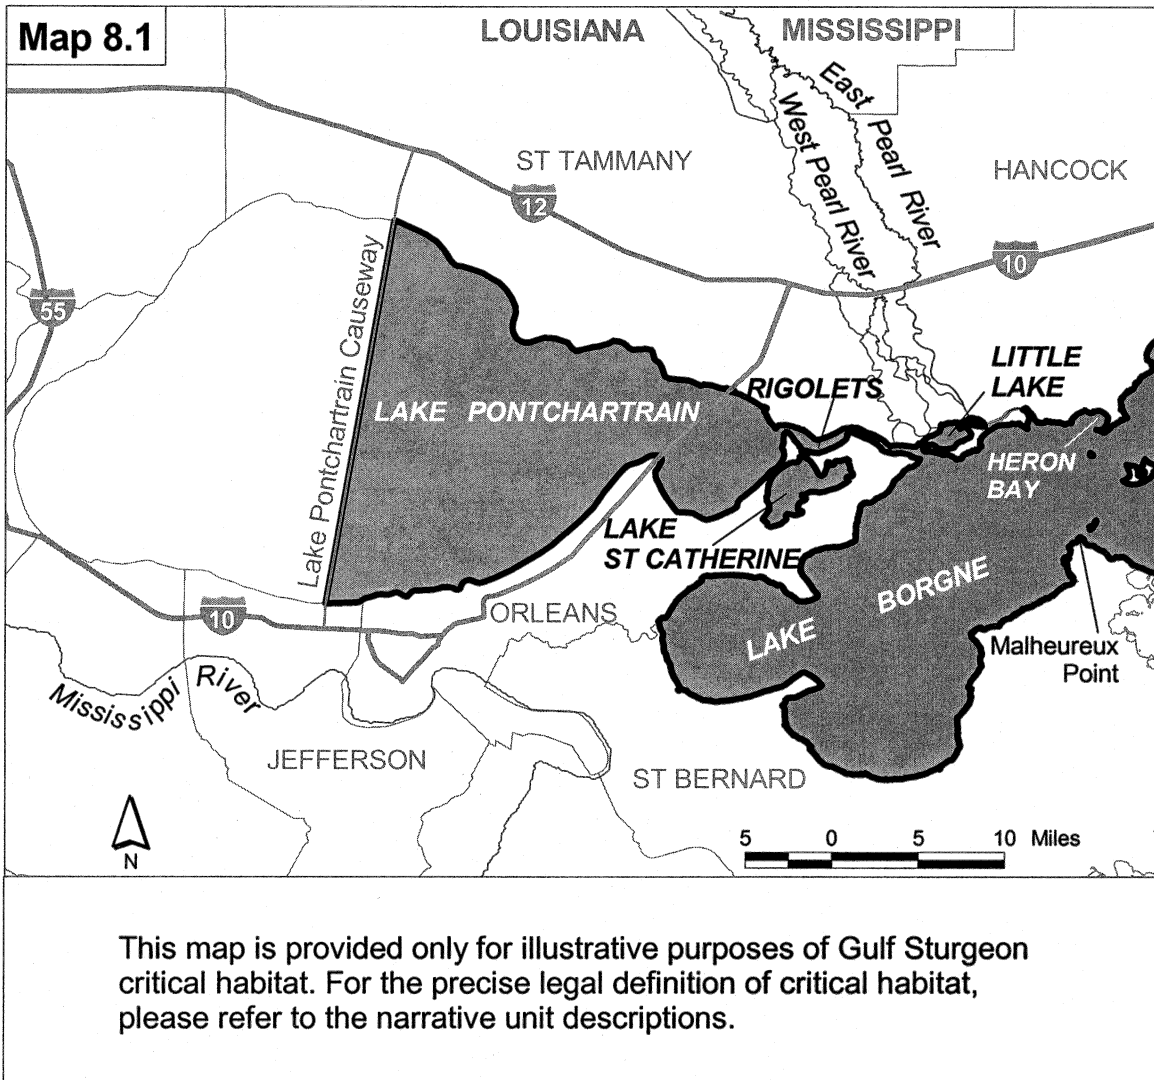 Map 8.1
LOUISIANA
MISSISSIPPI
East Pearl River
West Pearl River
ST TAMMANY
HANCOCK
12
10
55
Lake Pontchartrain Causeway
LITTLE
LAKE
RIGOLETS
LAKE PONTCHARTRAIN
HERON
BAY
LAKE
ST CATHERINE
LAKE BORGNE
ORLEANS
10
Malheureux
Point
Mississippi River
JEFFERSON
ST BERNARD
N
5 0 5 10 Miles
This map is provided only for illustrative purposes of Gulf Sturgeon
critical habitat. For the precise legal definition of critical habitat,
please refer to the narrative unit descriptions.